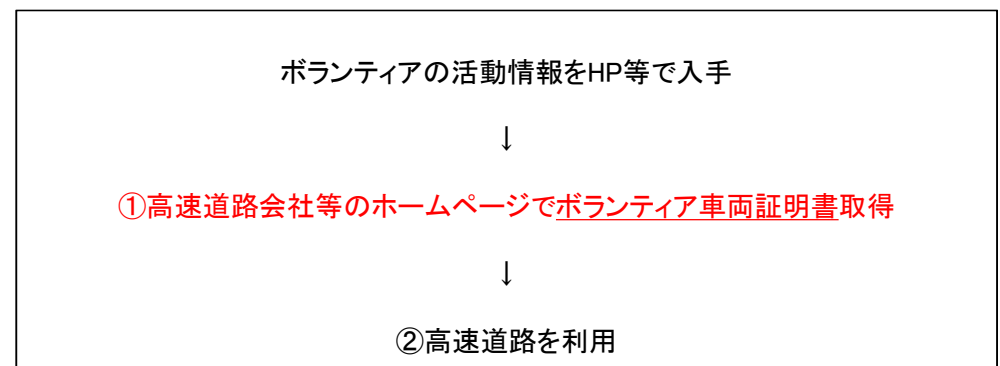 ボランティアの活動情報をHP等で入手
↓
①高速道路会社等のホームページでボランティア車両証明書取得
↓
②高速道路を利用